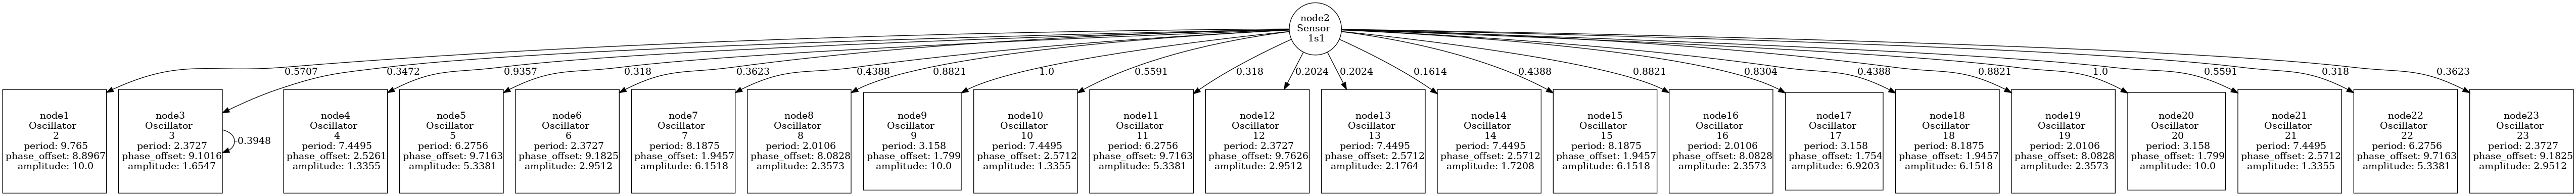 node2
Sensor
1s1
0.5707
0.3472
-0.9357
-0.318
-0.3623
0.4388
-0.8821
1.0
-0.5591
-0.318
0.2024
0.2024
-0.1614
0.4388
-0.8821
0.8304
0.4388
-0.8821
1.0
-0.5591
-0.318
-0.3623
node1
Oscillator
2
period: 9.765
phase_offset: 8.8967
amplitude: 10.0
node3
Oscillator
3
period: 2.3727
phase_offset: 9.1016
amplitude: 1.6547
-0.3948
node4
Oscillator
4
period: 7.4495
phase_offset: 2.5261
amplitude: 1.3355
node5
Oscillator
5
period: 6.2756
phase_offset: 9.7163
amplitude: 5.3381
node6
Oscillator
6
period: 2.3727
phase_offset: 9.1825
amplitude: 2.9512
node7
Oscillator
7
period: 8.1875
phase_offset: 1.9457
amplitude: 6.1518
node8
Oscillator
8
period: 2.0106
phase_offset: 8.0828
amplitude: 2.3573
node9
Oscillator
9
period: 3.158
phase_offset: 1.799
amplitude: 10.0
node10
Oscillator
10
period: 7.4495
phase_offset: 2.5712
amplitude: 1.3355
node11
Oscillator
11
period: 6.2756
phase_offset: 9.7163
amplitude: 5.3381
node12
Oscillator
12
period: 2.3727
phase_offset: 9.7626
amplitude: 2.9512
node13
Oscillator
13
period: 7.4495
phase_offset: 2.5712
amplitude: 2.1764
node14
Oscillator
14
period: 7.4495
phase_offset: 2.5712
amplitude: 1.7208
node15
Oscillator
15
period: 8.1875
phase_offset: 1.9457
amplitude: 6.1518
node16
Oscillator
16
period: 2.0106
phase_offset: 8.0828
amplitude: 2.3573
node17
Oscillator
17
period: 3.158
phase_offset: 1.754
amplitude: 6.9203
node18
Oscillator
18
period: 8.1875
phase_offset: 1.9457
amplitude: 6.1518
node19
Oscillator
19
period: 2.0106
phase_offset: 8.0828
amplitude: 2.3573
node20
Oscillator
20
period: 3.158
phase_offset: 1.799
amplitude: 10.0
node21
Oscillator
21
period: 7.4495
phase_offset: 2.5712
amplitude: 1.3355
node22
Oscillator
22
period: 6.2756
phase_offset: 9.7163
amplitude: 5.3381
node23
Oscillator
23
period: 2.3727
phase_offset: 9.1825
amplitude: 2.9512